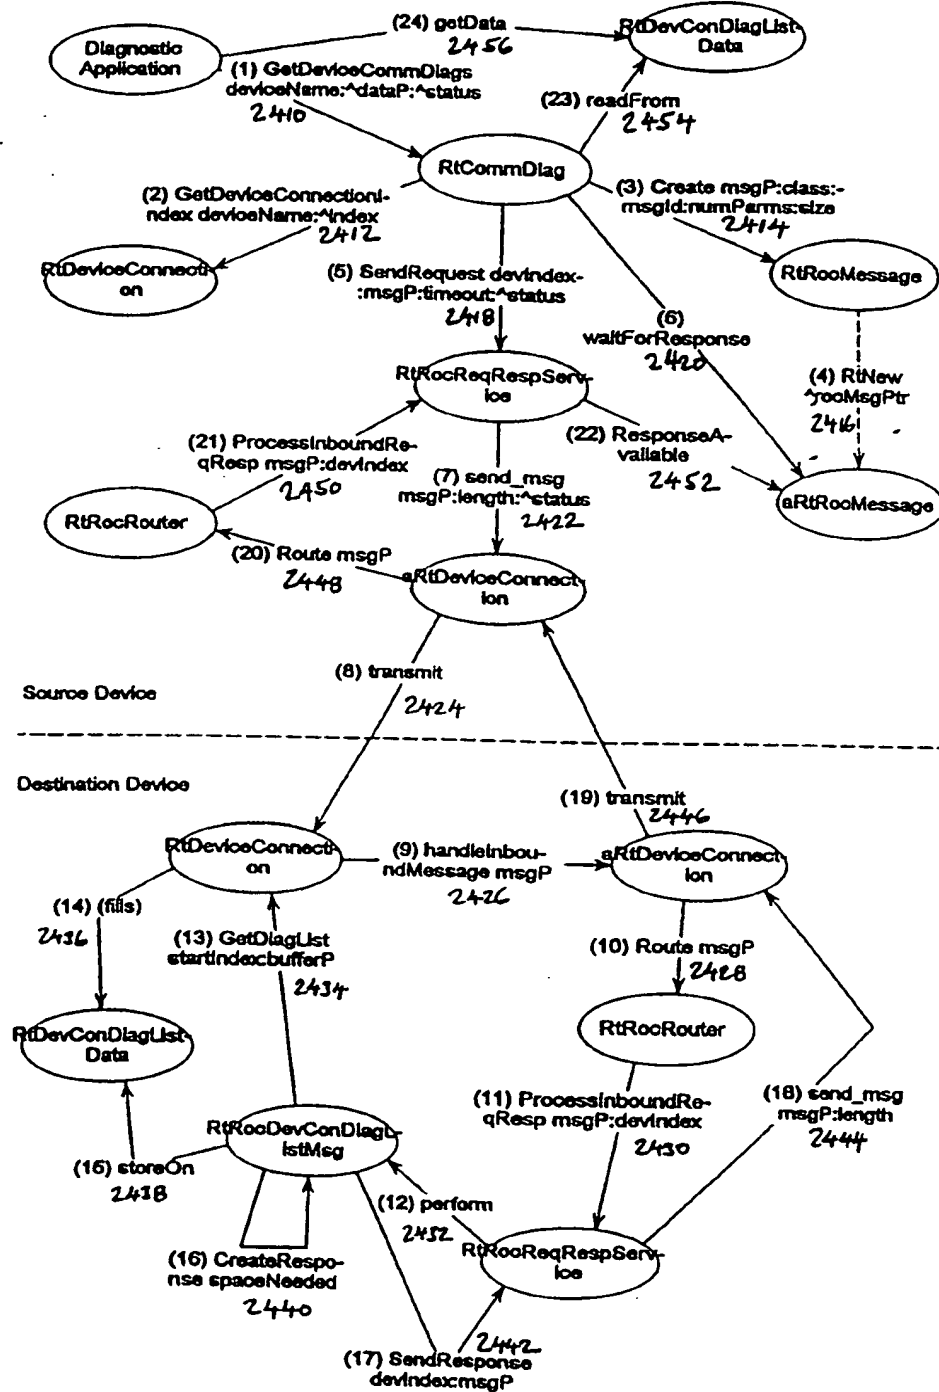 (24) getData
2456
RtDevConDiagList-
Data
Diagnostic
Application
(1) GetDeviceCommDiags
deviceName:^dataP:^status
2410
(23) readFrom
2454
RtCommDiag
(2) GetDeviceConnectionI-
ndex deviceName:^index
2412
(3) Create msgP:class:-
msgId:numParms:size
2414
RtDeviceConnecti-
on
RtRocMessage
(5) SendRequest devIndex-
:msgP:timeout:^status
2418
(6)
waitForResponse
2420
(4) RtNew
^rocMsgPtr
2416
RtRocReqRespServ-
ice
(21) ProcessInboundRe-
qResp msgP:devIndex
2450
(22) ResponseA-
vailable
2452
(7) send_msg
msgP:length:^status
2422
RtRocRouter
aRtRocMessage
(20) Route msgP
2448
aRtDeviceConnect-
ion
(8) transmit
2424
Source Device
Destination Device
(19) transmit
2446
RtDeviceConnecti-
on
(9) handleInbou-
ndMessage msgP
2426
aRtDeviceConnect-
ion
(14) (fills)
2436
(13) GetDiagList
startIndex:bufferP
2434
(10) Route msgP
2428
RtDevConDiagList-
Data
RtRocRouter
(11) ProcessInboundRe-
qResp msgP:devIndex
2430
(18) send_msg
msgP:length
2444
RtRocDevConDiagL-
istMsg
(15) storeOn
2438
(12) perform
2432
(16) CreateRespo-
nse spaceNeeded
2440
RtRocReqRespServ-
ice
2442
(17) SendResponse
devIndex:msgP